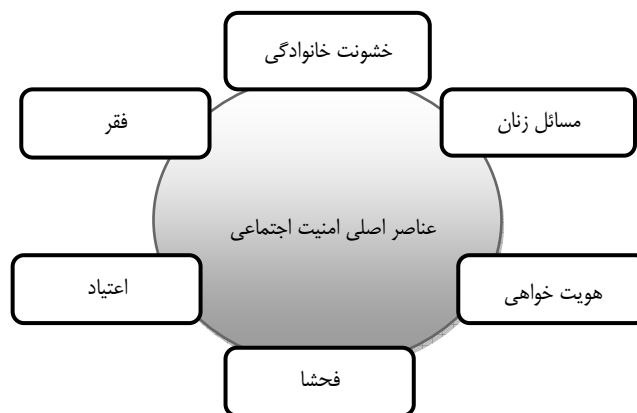 خشونت خانوادگی
مسائل زنان
فقر
عناصر اصلی امنیت اجتماعی
هویت خواهی
اعتیاد
فحشا